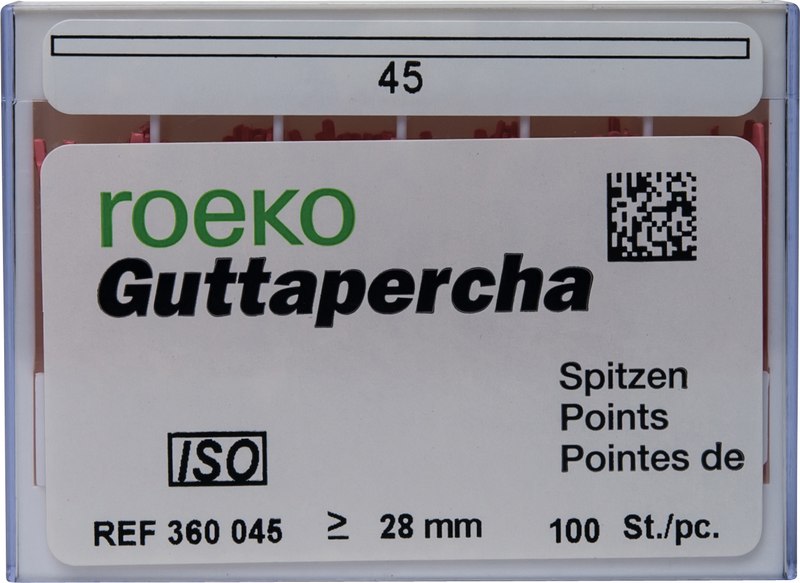 45
roeko
Guttapercha
Spitzen
Points
Pointes de
ISO
REF 360 045 ≥ 28 mm 100 St./pc.